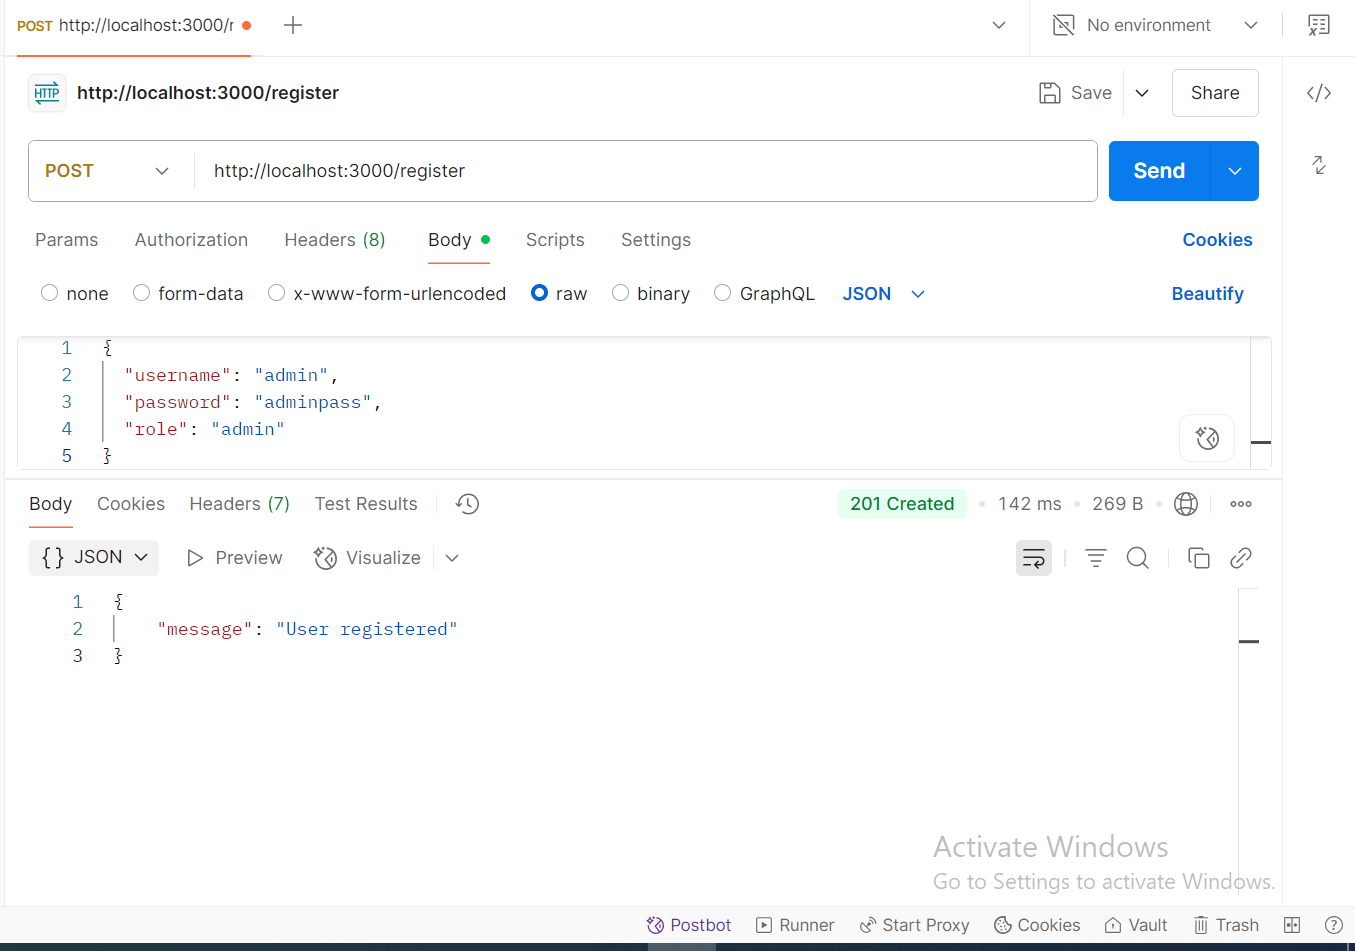 POST http://localhost:3000/r
No environment
HTTP http://localhost:3000/register
Save
Share
POST http://localhost:3000/register
Send
Params Authorization Headers (8) Body Scripts Settings Cookies
none form-data x-www-form-urlencoded raw binary GraphQL JSON Beautify
1 {
2 "username": "admin",
3 "password": "adminpass",
4 "role": "admin"
5 }
Body Cookies Headers (7) Test Results 201 Created 142 ms 269 B
{} JSON Preview Visualize
1 {
2 "message": "User registered"
3 }
Activate Windows
Go to Settings to activate Windows.
Postbot Runner Start Proxy Cookies Vault Trash